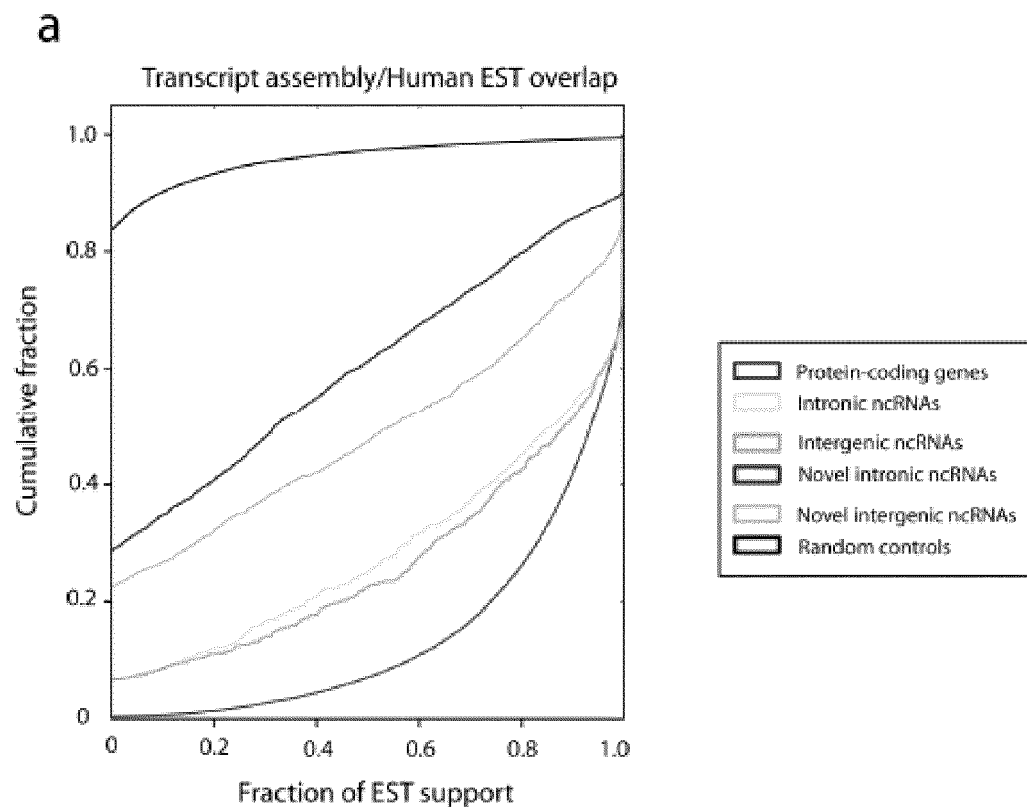 a
Transcript assembly/Human EST overlap
1.0
0.8
0.6
0.4
0.2
0
Cumulative fraction
0 0.2 0.4 0.6 0.8 1.0
Fraction of EST support
Protein-coding genes
Intronic ncRNAs
Intergenic ncRNAs
Novel intronic ncRNAs
Novel intergenic ncRNAs
Random controls